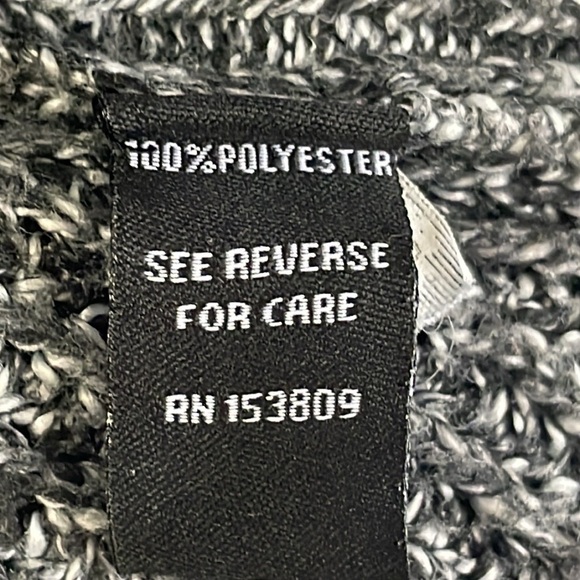 100%POLYESTER
SEE REVERSE
FOR CARE
RN 153809